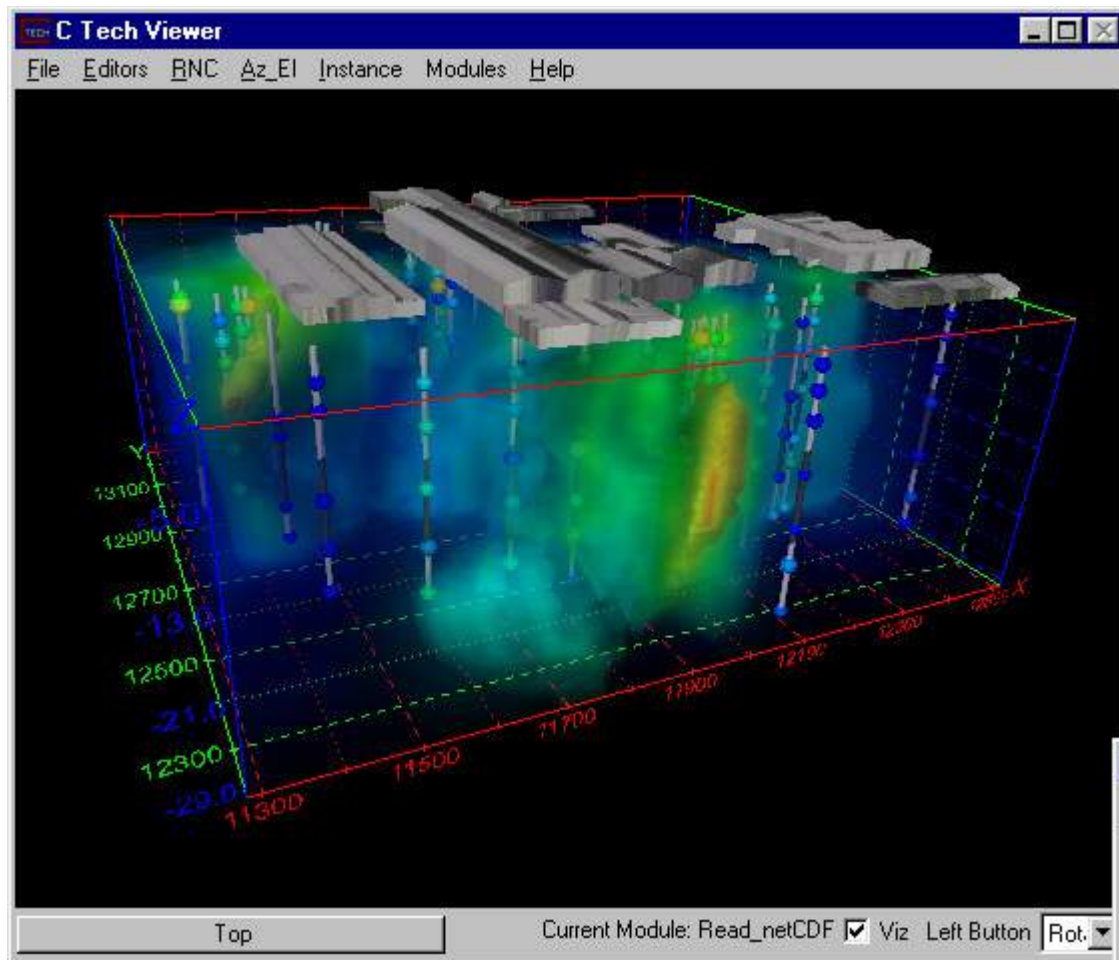 TECH C Tech Viewer
File Editors RNC Az_El Instance Modules Help
Y
13100
12900
12700
-13.0
12500
-21.0
12300
-29.0
11300
11500
11700
11900
12100
12300
X
Top Current Module: Read_netCDF Viz Left Button Rot